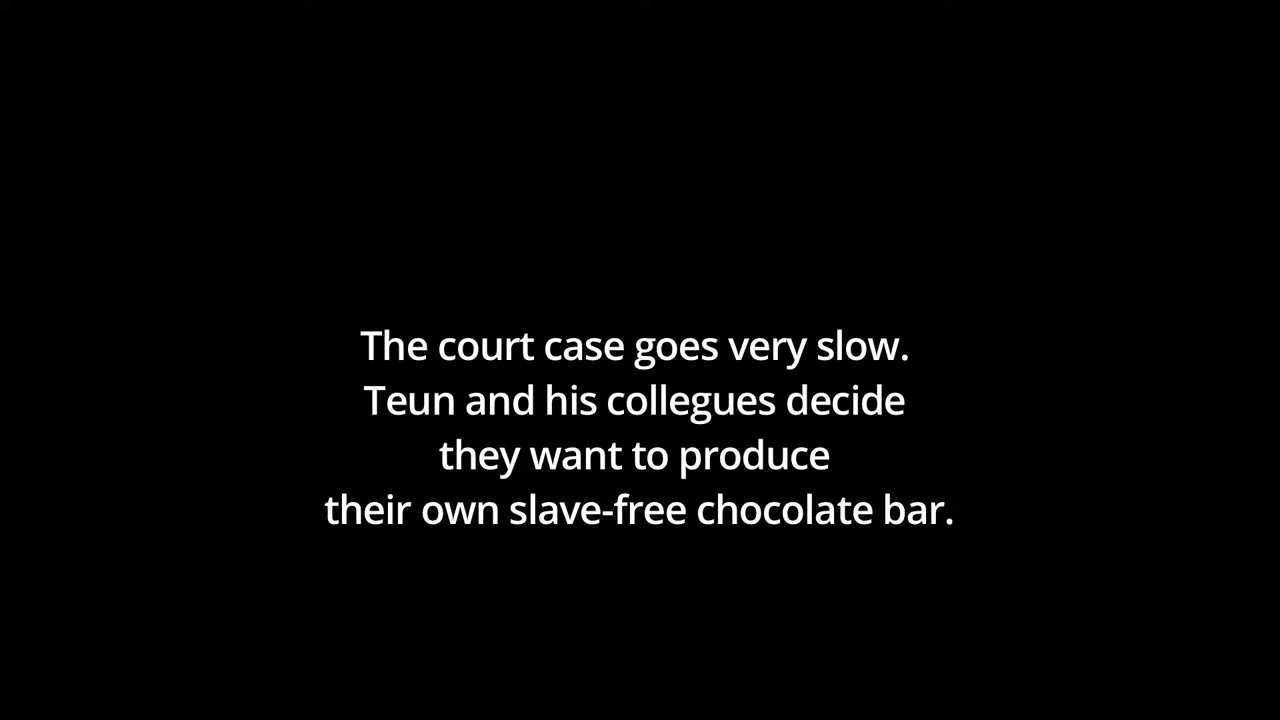 The court case goes very slow.
Teun and his collegues decide
they want to produce
their own slave-free chocolate bar.